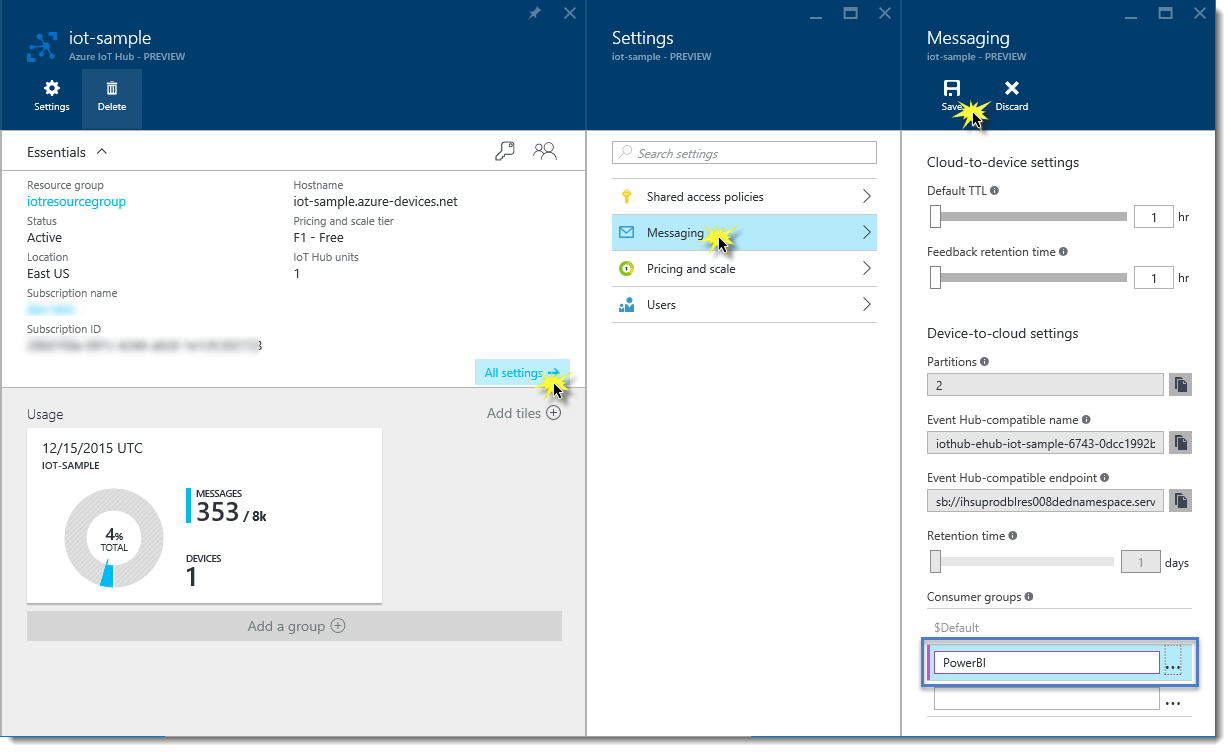 iot-sample
Azure IoT Hub - PREVIEW
Settings
Delete
Essentials
Resource group
iotresourcegroup
Status
Active
Location
East US
Subscription name
Subscription ID
Hostname
iot-sample.azure-devices.net
Pricing and scale tier
F1 - Free
IoT Hub units
1
All settings
Usage
Add tiles
12/15/2015 UTC
IOT-SAMPLE
4%
TOTAL
MESSAGES
353 / 8k
DEVICES
1
Add a group
Settings
iot-sample - PREVIEW
Search settings
Shared access policies
Messaging
Pricing and scale
Users
Messaging
iot-sample - PREVIEW
Save
Discard
Cloud-to-device settings
Default TTL
1 hr
Feedback retention time
1 hr
Device-to-cloud settings
Partitions
2
Event Hub-compatible name
iothub-ehub-iot-sample-6743-0dcc1992b
Event Hub-compatible endpoint
sb://ihsuprodblres008dednamespace.serv
Retention time
1 days
Consumer groups
$Default
PowerBI
...
...